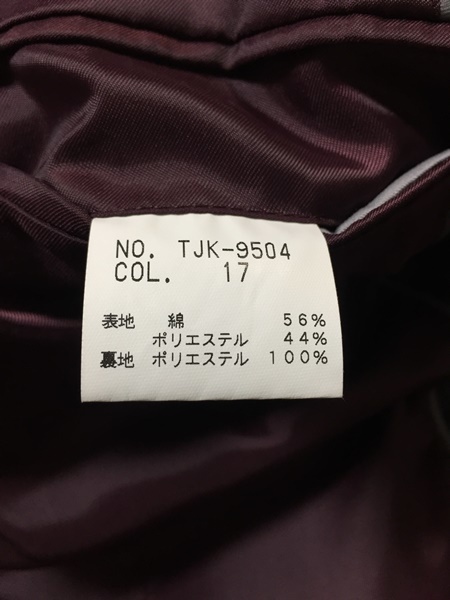 NO. TJK-9504
COL. 17
表地 綿 56%
ポリエステル 44%
裏地 ポリエステル 100%